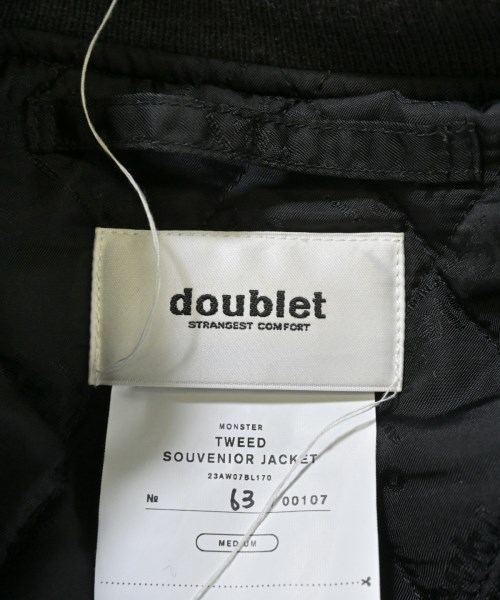 doublet
STRANGEST COMFORT
MONSTER
TWEED
SOUVENIOR JACKET
23AW07BL170
№ 63 / 00107
MEDIUM